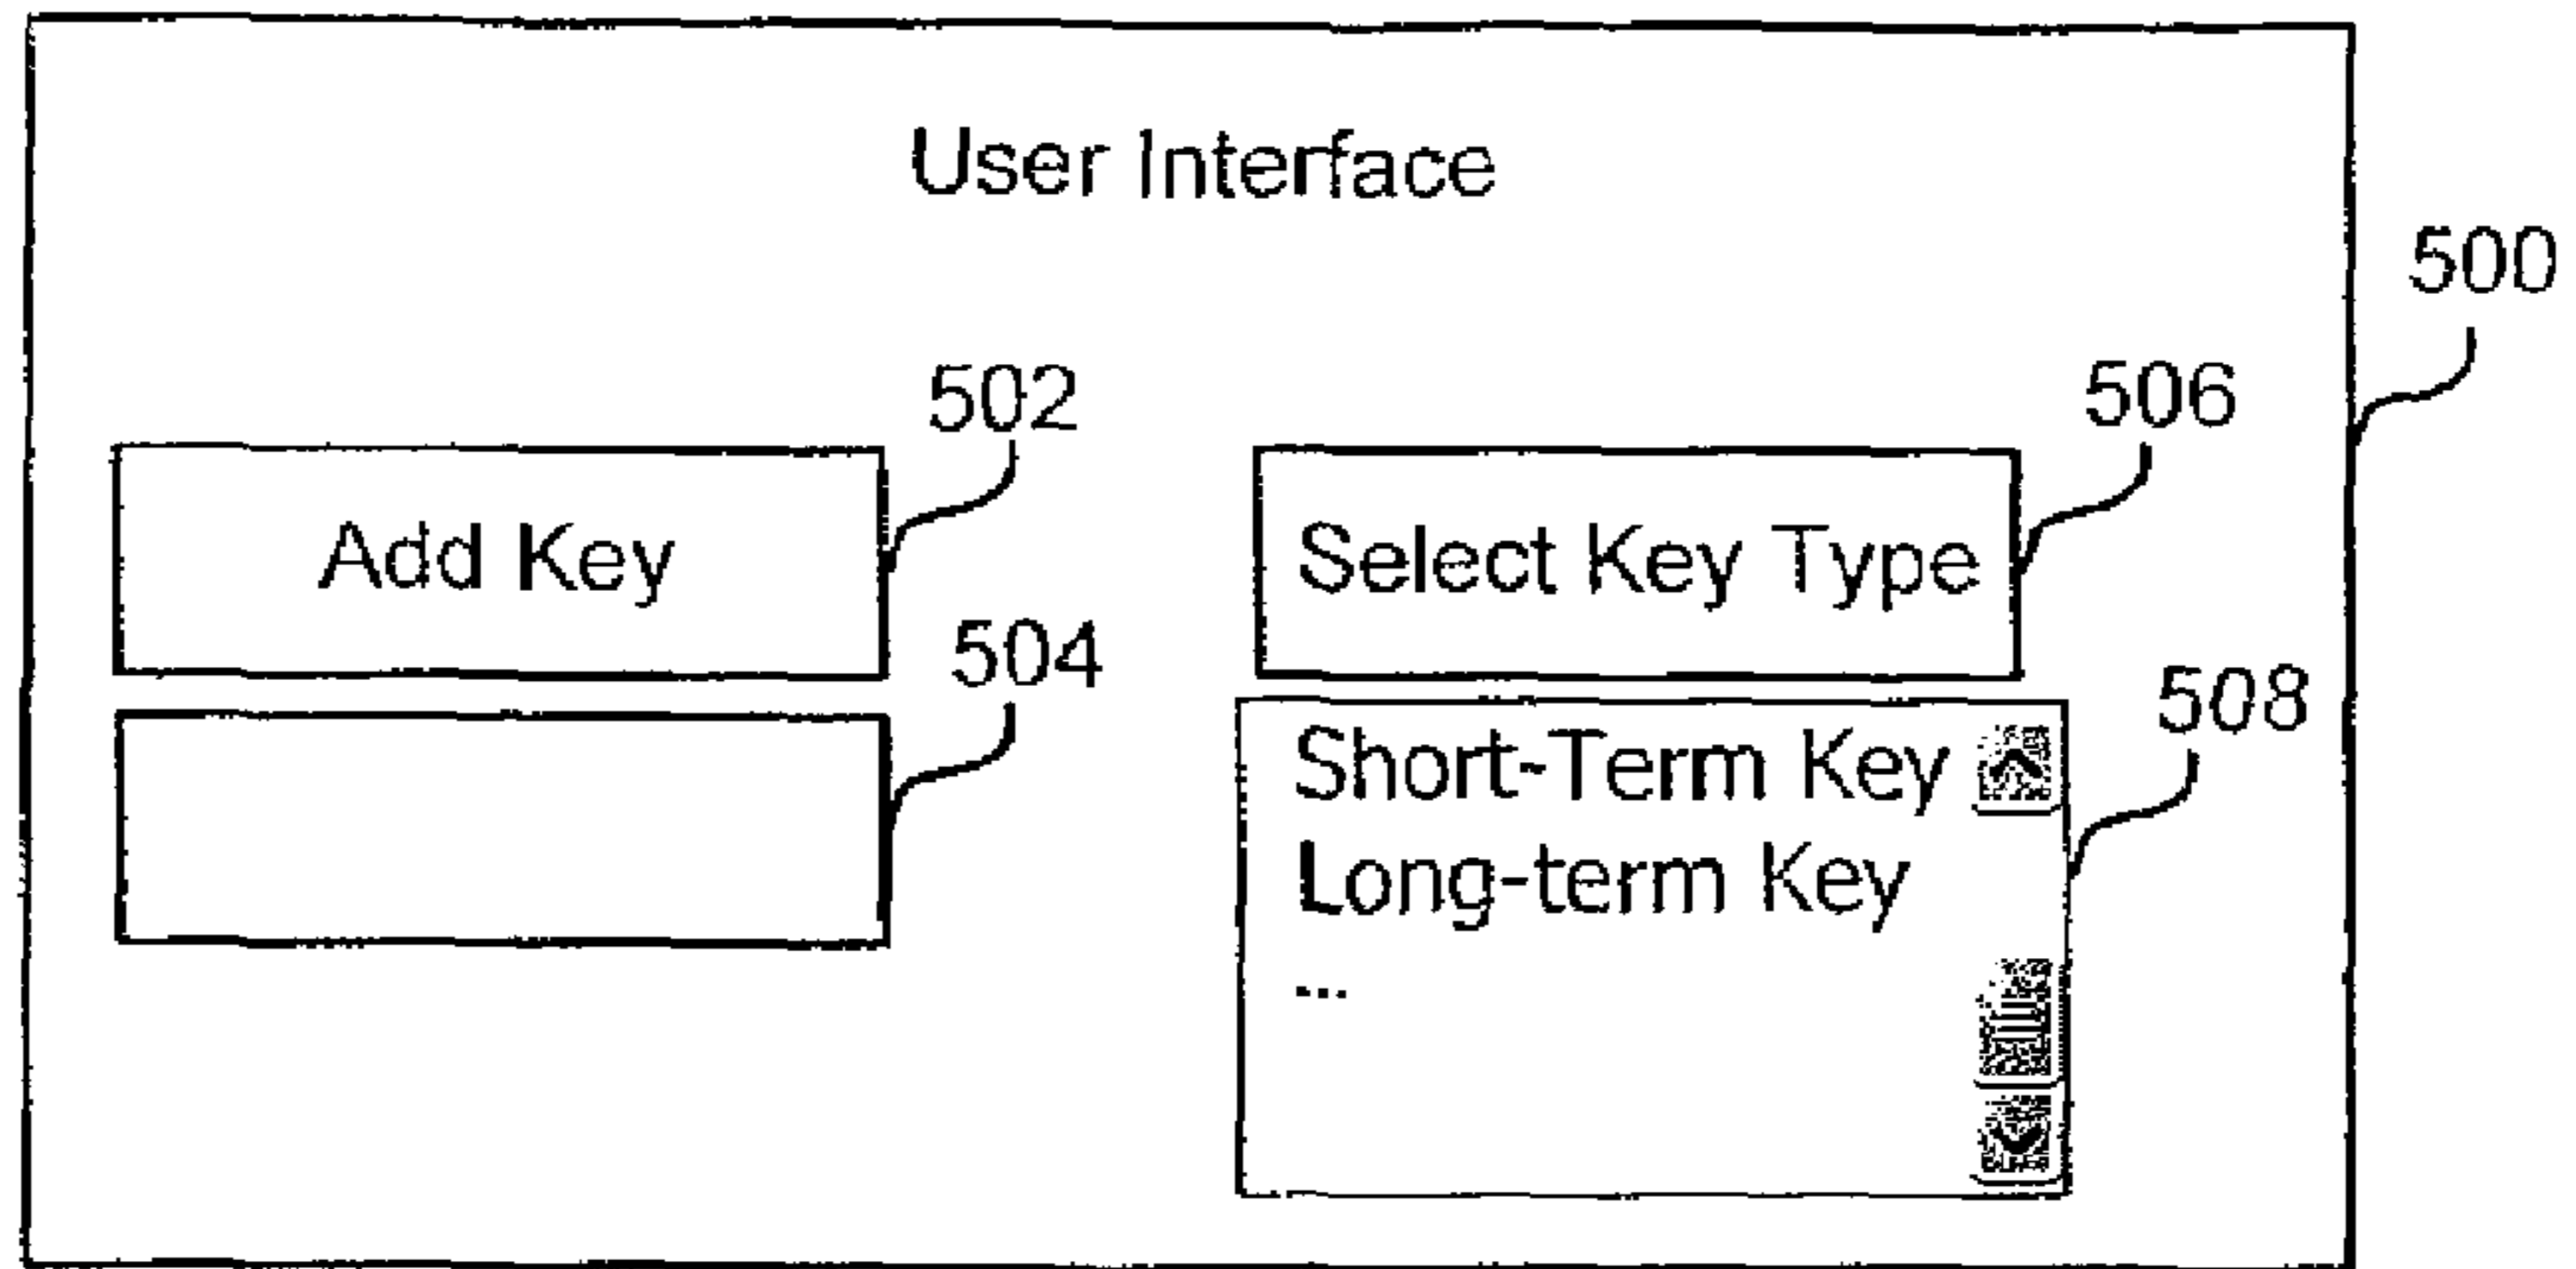 User Interface
500
502
506
Add Key
Select Key Type
504
508
Short-Term Key
Long-term Key
...